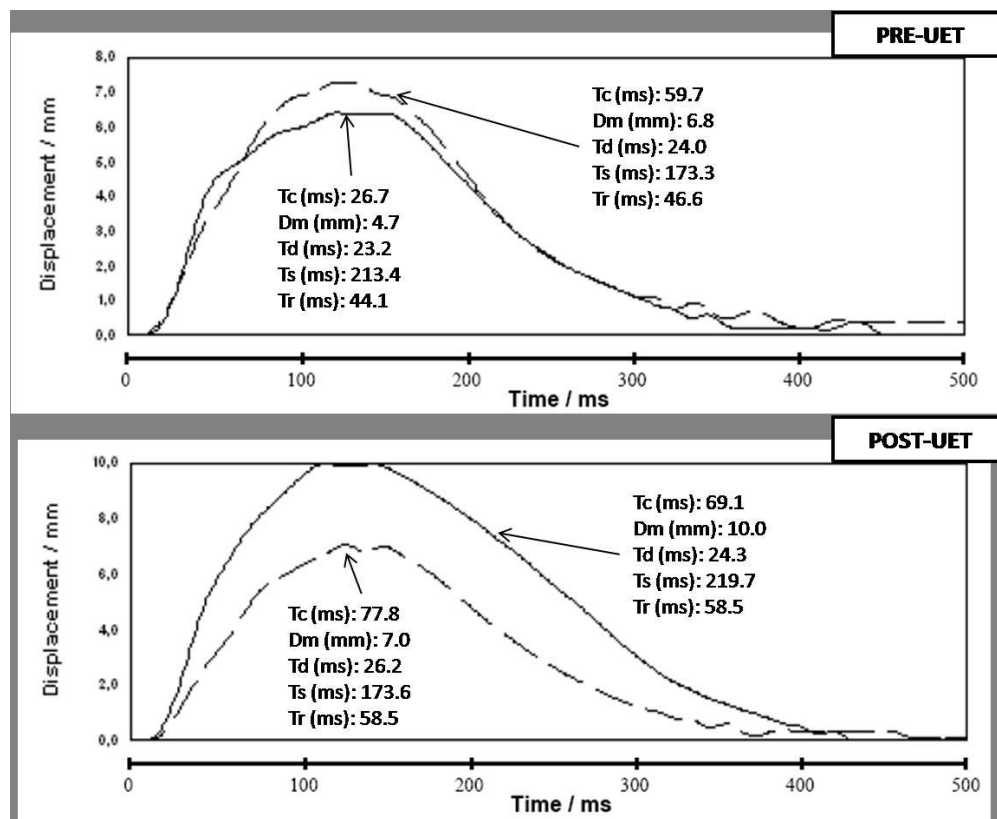 PRE-UET
8,0
7,0
6,0
5,0
4,0
3,0
2,0
1,0
0,0
Displacement / mm
Tc (ms): 59.7
Dm (mm): 6.8
Td (ms): 24.0
Ts (ms): 173.3
Tr (ms): 46.6
Tc (ms): 26.7
Dm (mm): 4.7
Td (ms): 23.2
Ts (ms): 213.4
Tr (ms): 44.1
0 100 200 300 400 500
Time / ms
POST-UET
10,0
8,0
6,0
4,0
2,0
0,0
Displacement / mm
Tc (ms): 69.1
Dm (mm): 10.0
Td (ms): 24.3
Ts (ms): 219.7
Tr (ms): 58.5
Tc (ms): 77.8
Dm (mm): 7.0
Td (ms): 26.2
Ts (ms): 173.6
Tr (ms): 58.5
0 100 200 300 400 500
Time / ms